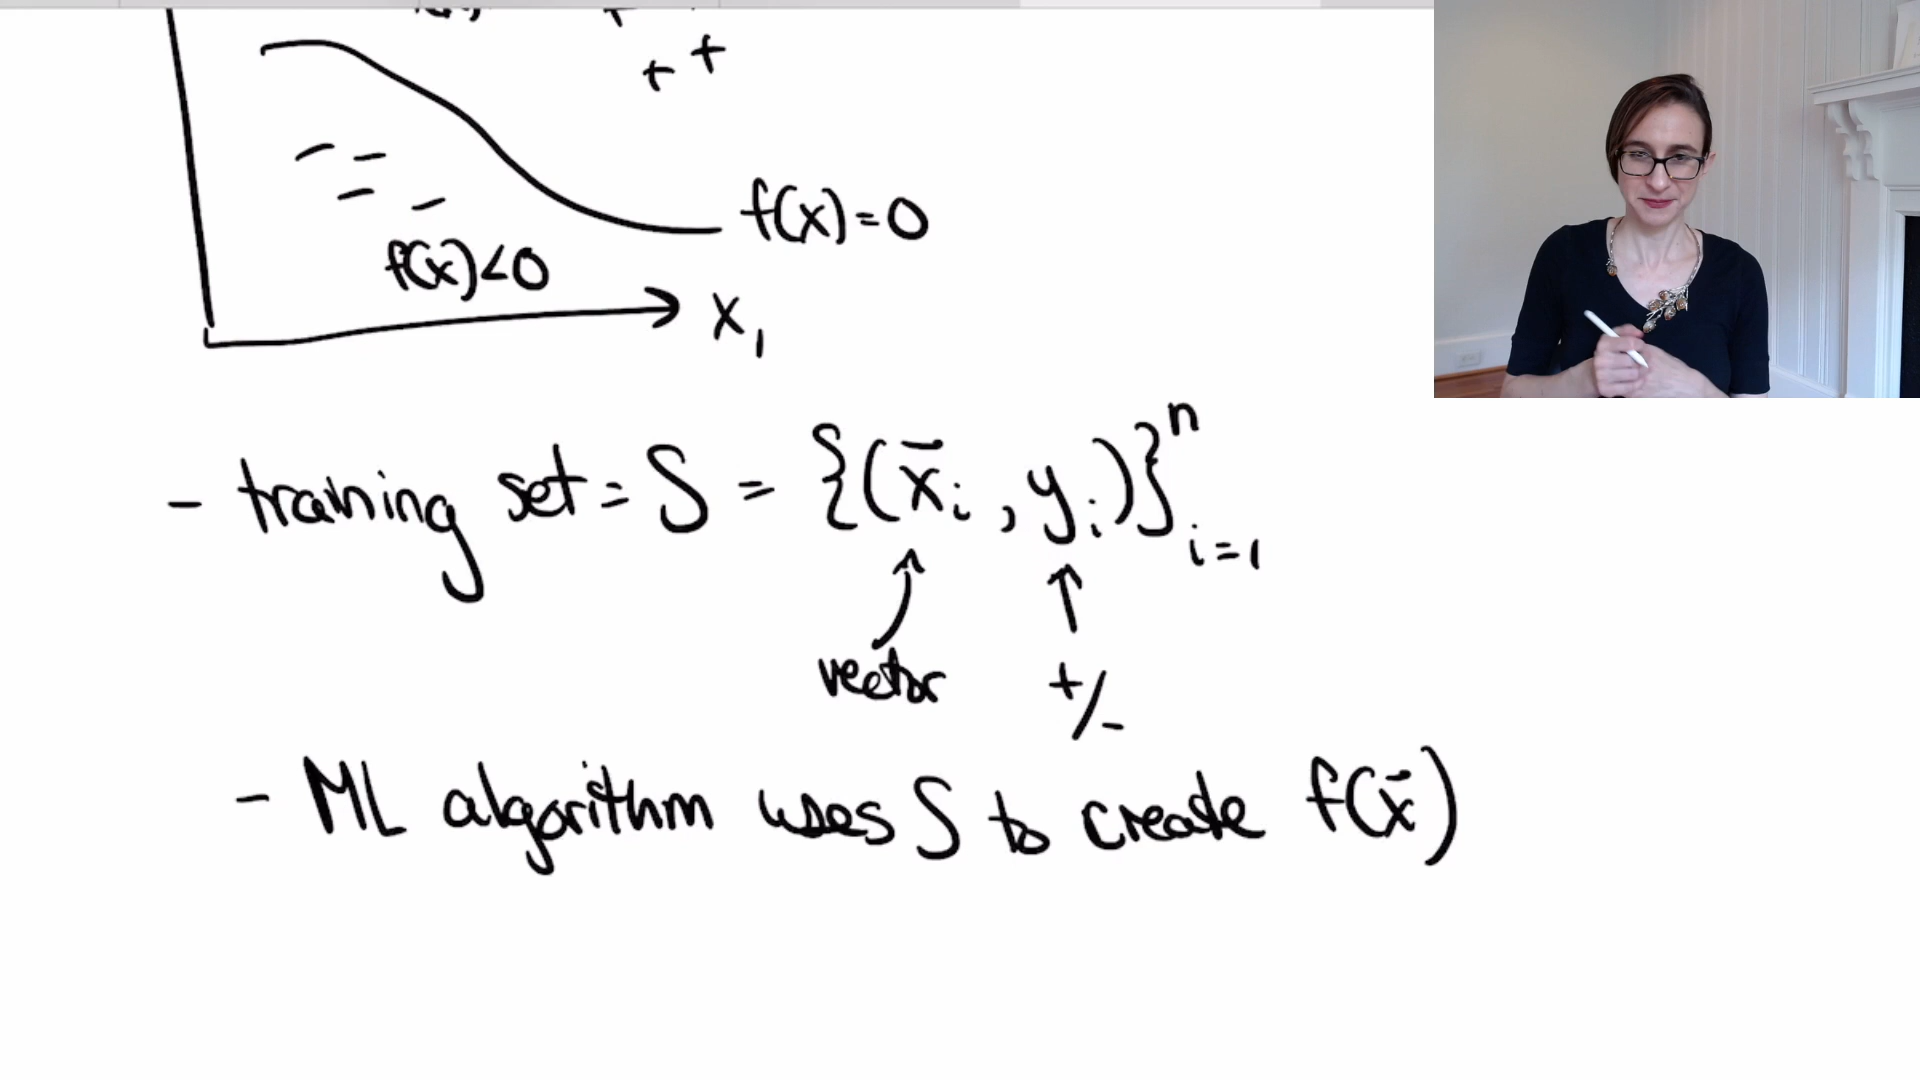 +
+ +
- -
- -
f(x)=0
f(x)<0
x₁
- training set = S = {(x̄ᵢ, yᵢ)}ⁿᵢ₌₁
vector +/-
- ML algorithm uses S to create f(x̄)